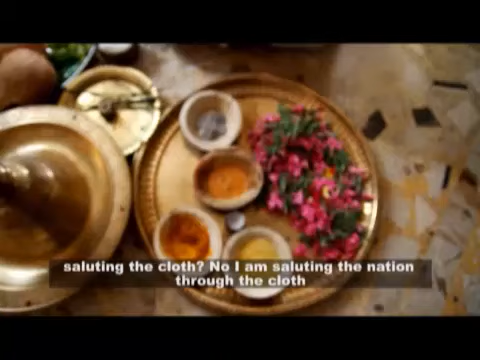 saluting the cloth? No I am saluting the nation
through the cloth